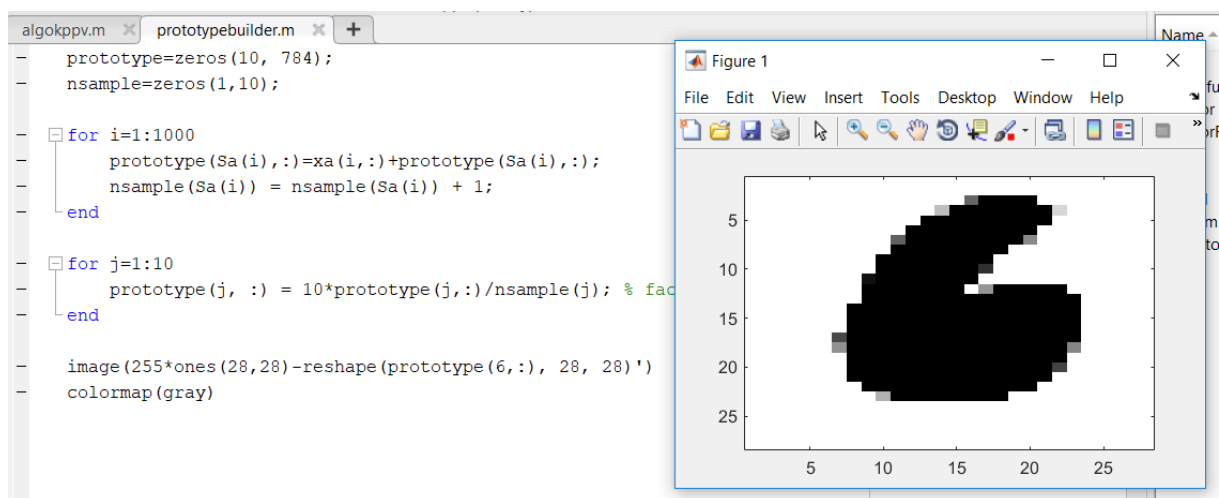 algokppv.m prototypebuilder.m
Name
prototype=zeros(10, 784);
nsample=zeros(1,10);
for i=1:1000
prototype(Sa(i),:)=xa(i,:)+prototype(Sa(i),:);
nsample(Sa(i)) = nsample(Sa(i)) + 1;
end
for j=1:10
prototype(j, :) = 10*prototype(j,:)/nsample(j); % fac
end
image(255*ones(28,28)-reshape(prototype(6,:), 28, 28)')
colormap(gray)
Figure 1
File Edit View Insert Tools Desktop Window Help
5
10
15
20
25
5 10 15 20 25